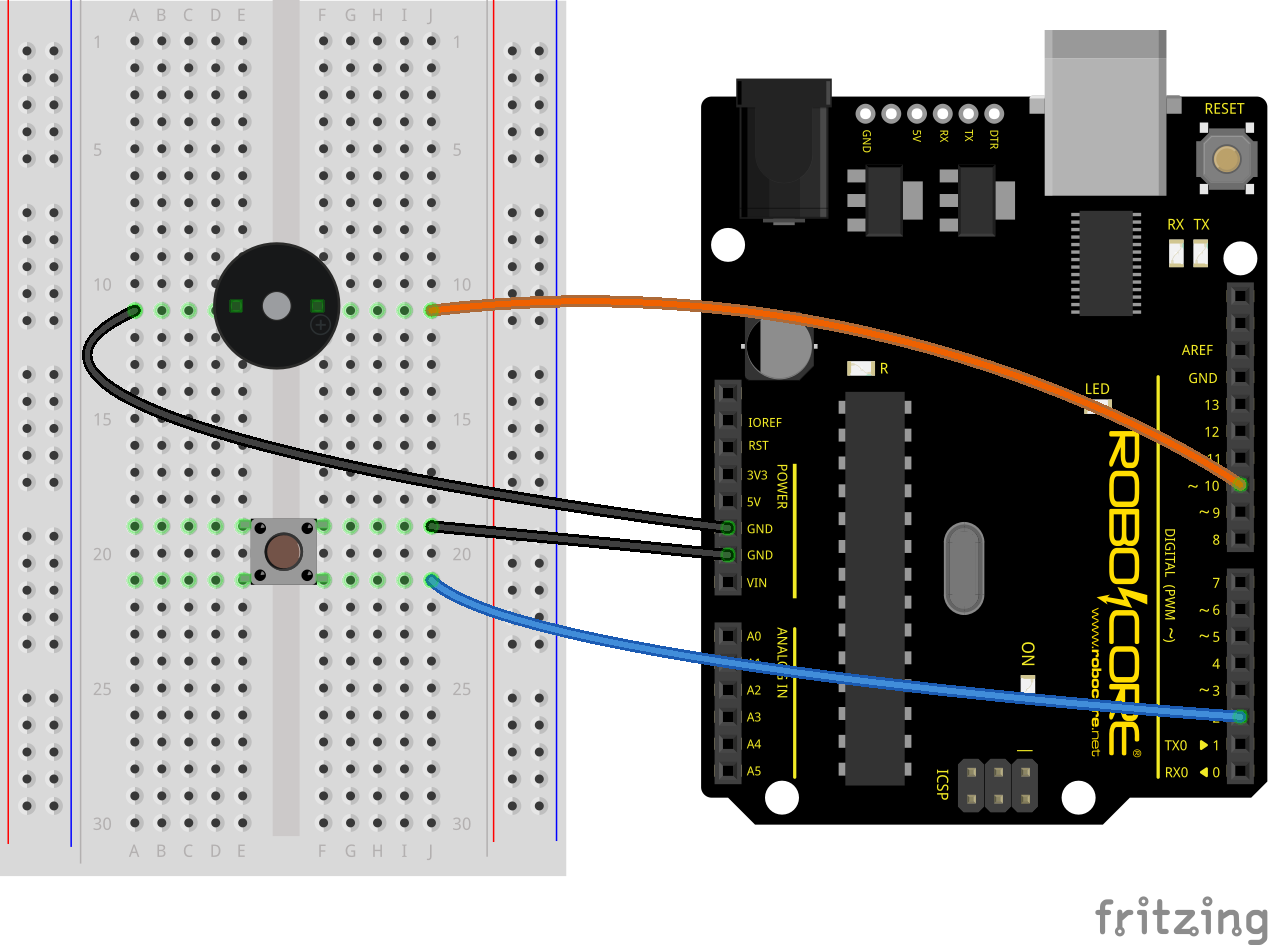 A B C D E F G H I J
1 1
5 5
10 10
15 15
20 20
25 25
30 30
A B C D E F G H I J
GND
5V
RX
TX
DTR
RESET
RX TX
R
LED
IOREF
RST
3V3
5V
GND
GND
VIN
POWER
A0
A2
A3
A4
A5
ANALOG IN
AREF
GND
13
12
11
~ 10
~ 9
8
7
~ 6
~ 5
4
~ 3
TX0 ▶ 1
RX0 ◀ 0
DIGITAL (PWM ~)
ROBOCORE®
www.robocore.net
ON
ICSP
fritzing